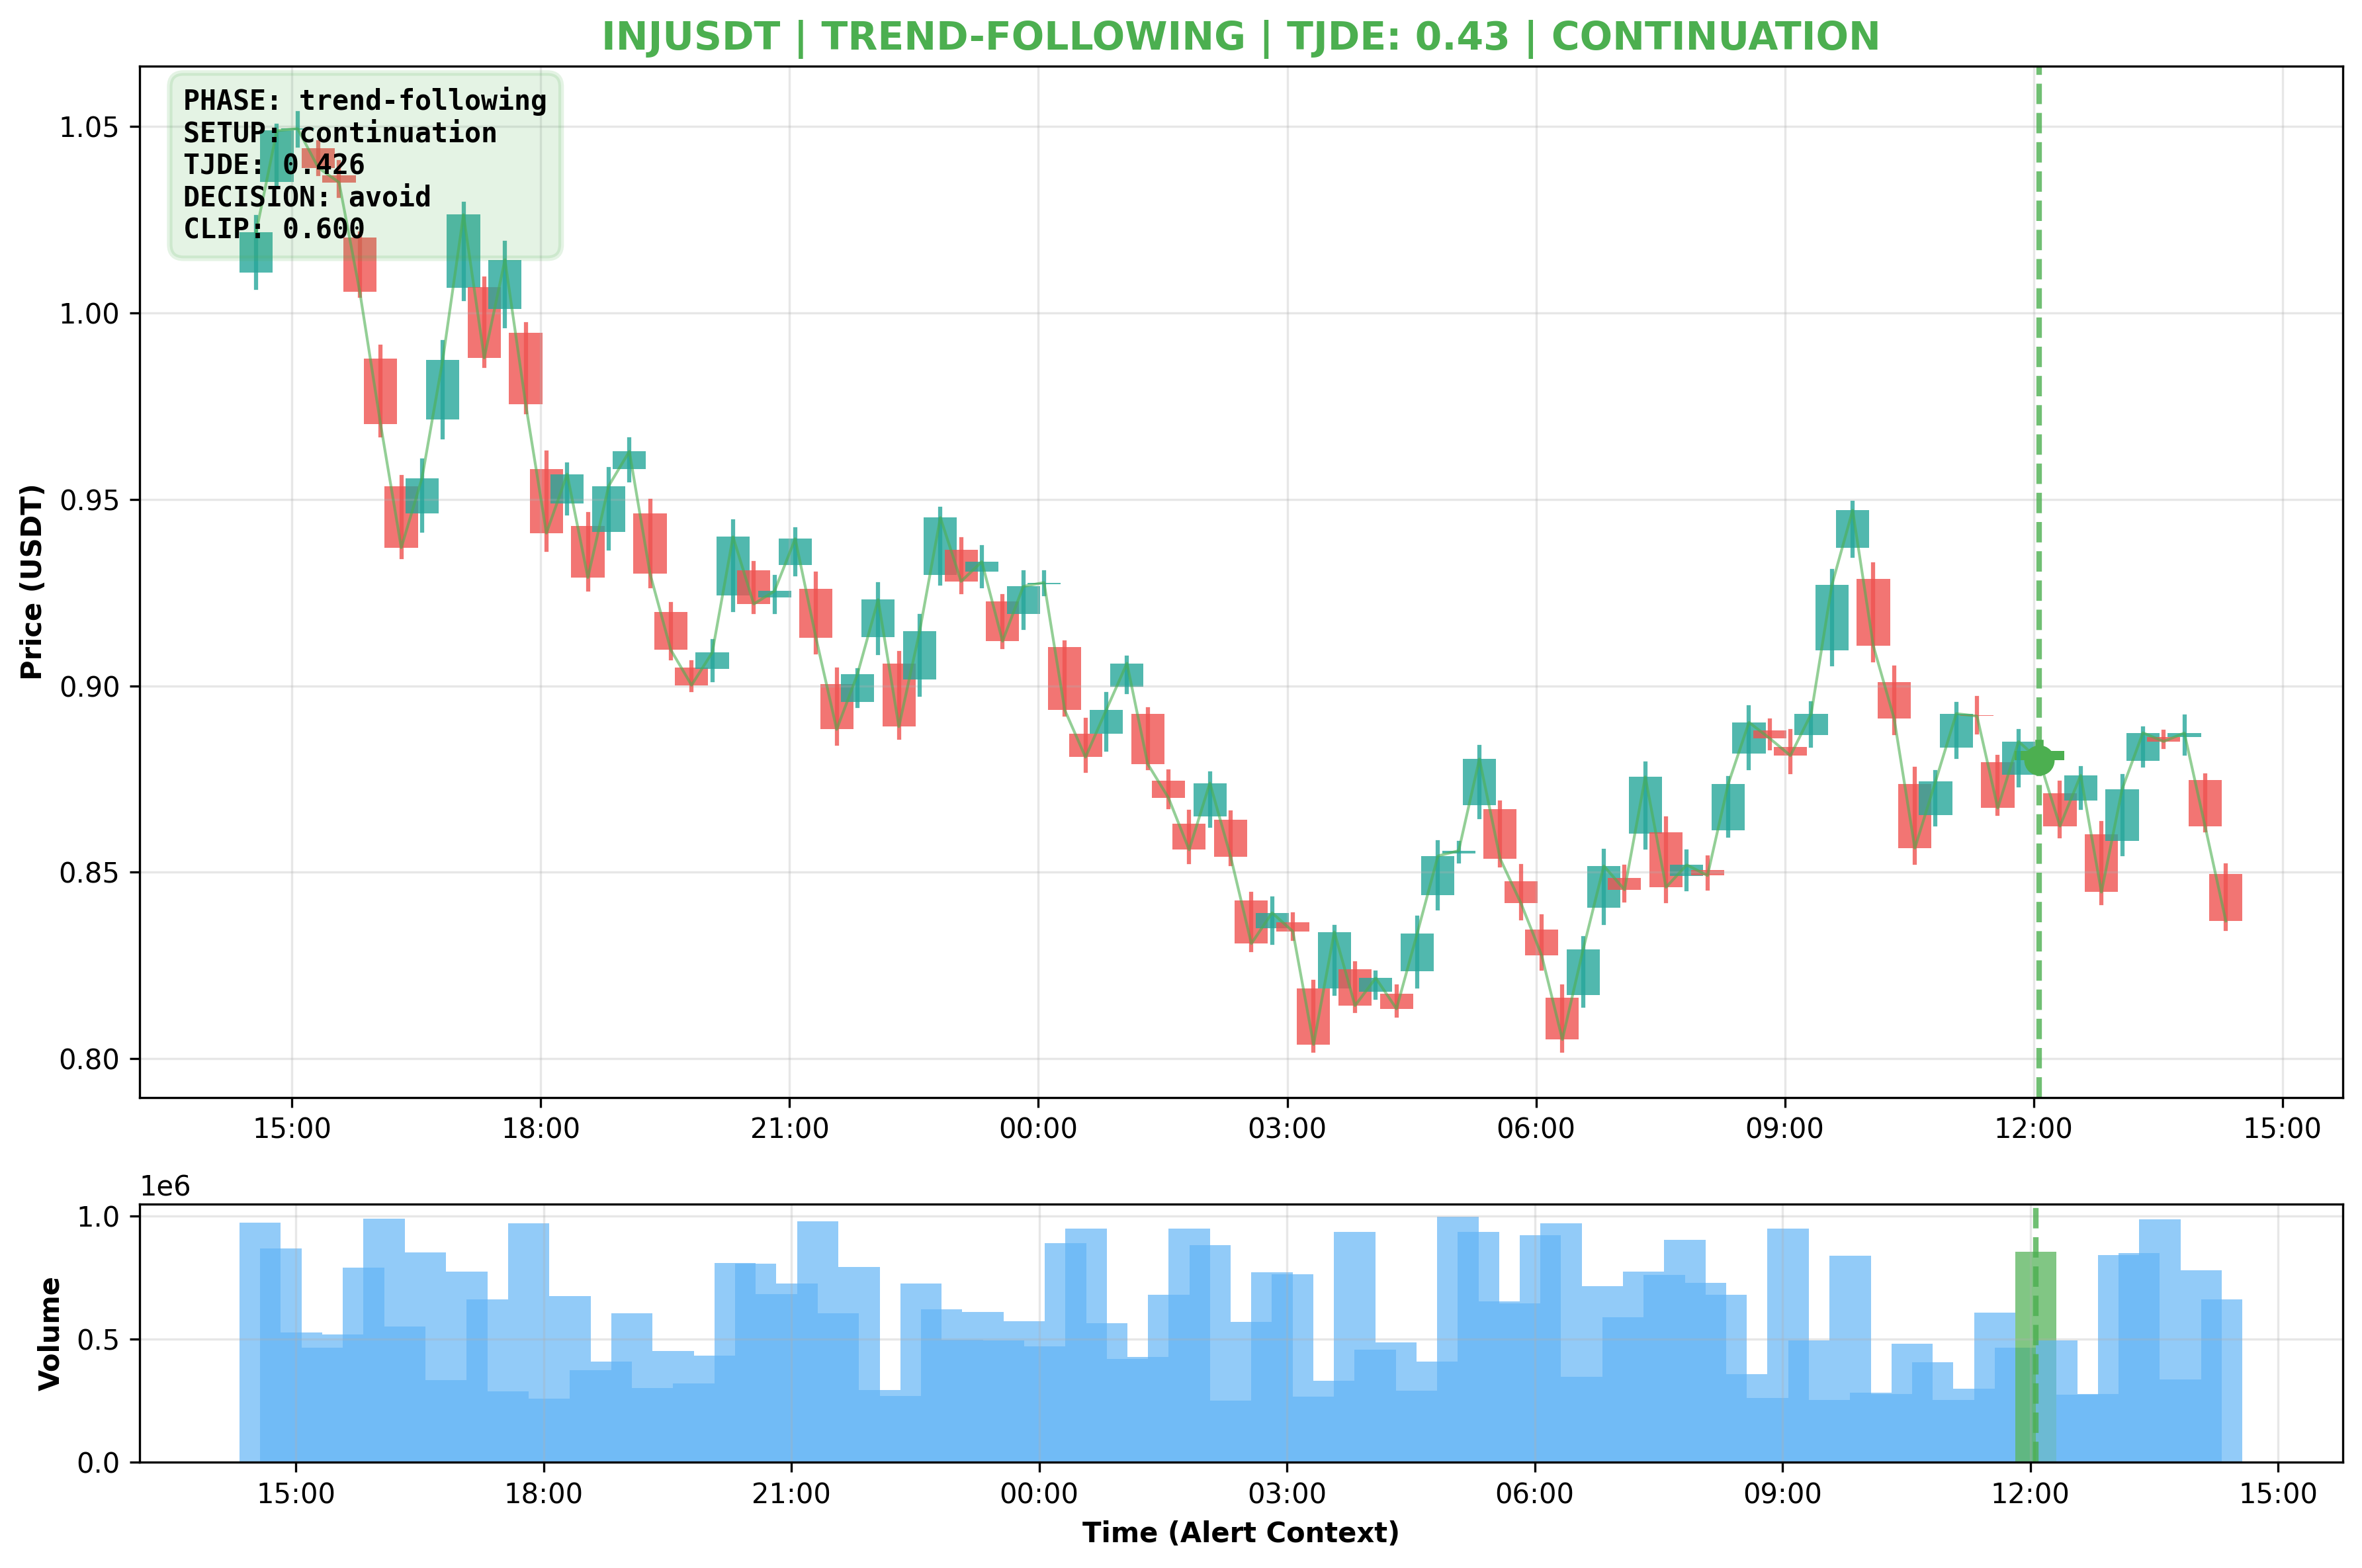 INJUSDT | TREND-FOLLOWING | TJDE: 0.43 | CONTINUATION
PHASE: trend-following
SETUP: continuation
TJDE: 0.426
DECISION: avoid
CLIP: 0.600
Price (USDT)
1.05
1.00
0.95
0.90
0.85
0.80
15:00 18:00 21:00 00:00 03:00 06:00 09:00 12:00 15:00
1e6
Volume
1.0
0.5
0.0
15:00 18:00 21:00 00:00 03:00 06:00 09:00 12:00 15:00
Time (Alert Context)